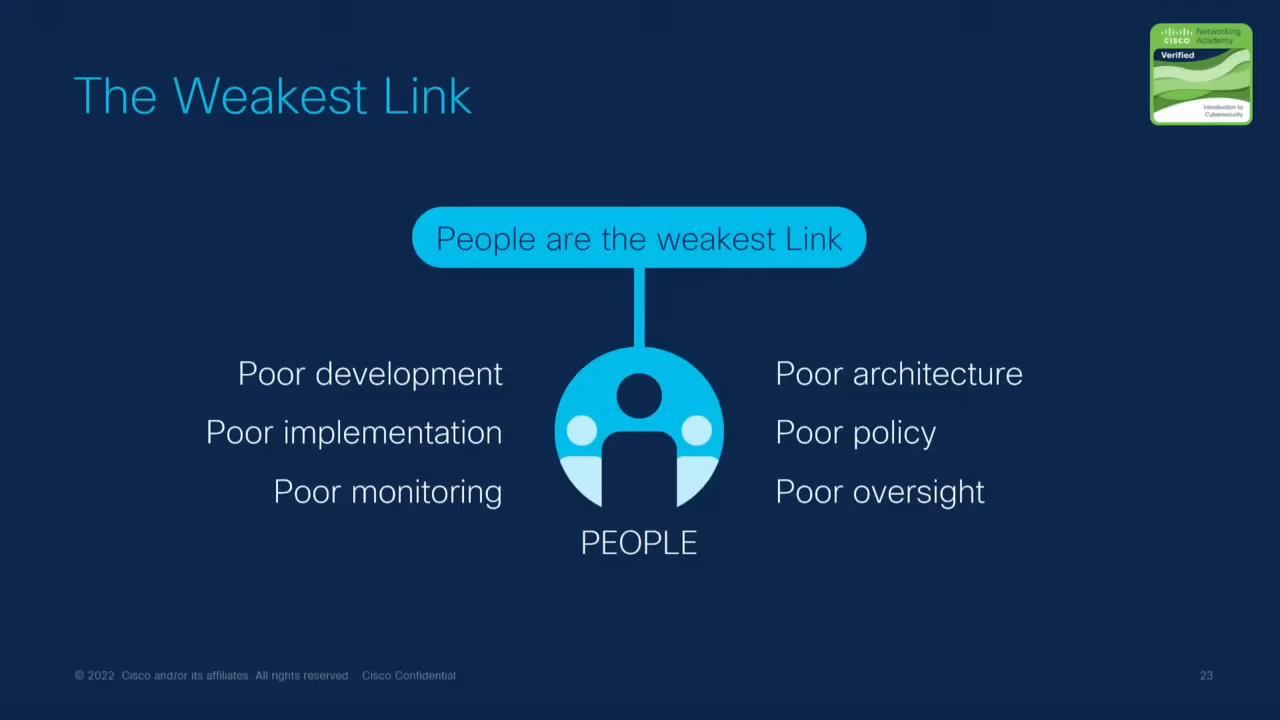 The Weakest Link
CISCO
Networking
Academy
Verified
Introduction to
Cybersecurity
People are the weakest Link
Poor development
Poor implementation
Poor monitoring
Poor architecture
Poor policy
Poor oversight
PEOPLE
© 2022 Cisco and/or its affiliates. All rights reserved. Cisco Confidential
23